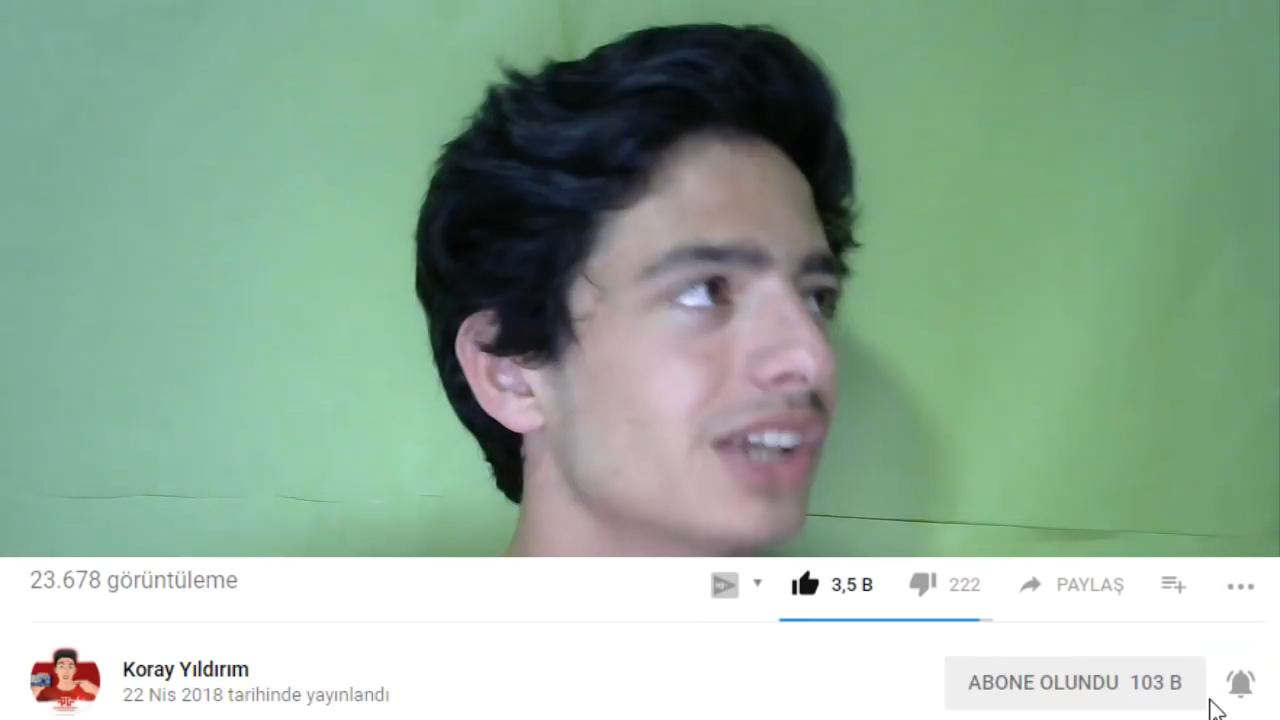 23.678 görüntüleme
3,5 B 222 PAYLAŞ
Koray Yıldırım
22 Nis 2018 tarihinde yayınlandı
ABONE OLUNDU 103 B